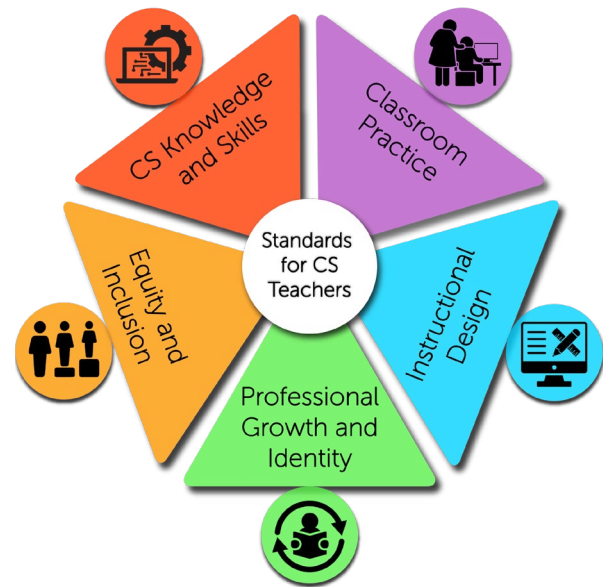 CS Knowledge
and Skills
Classroom
Practice
Equity and
Inclusion
Standards
for CS
Teachers
Instructional
Design
Professional
Growth and
Identity